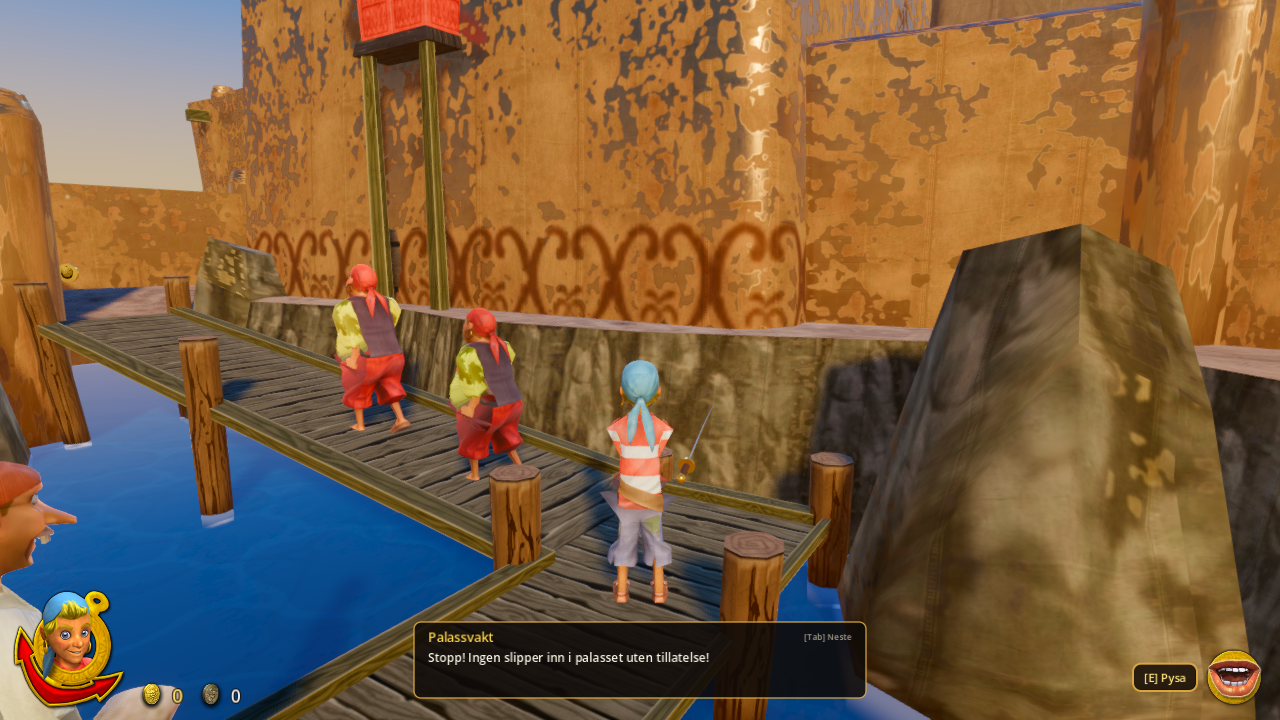 Palassvakt
[Tab] Neste
Stopp! Ingen slipper inn i palasset uten tillatelse!
[E] Pysa
0
0